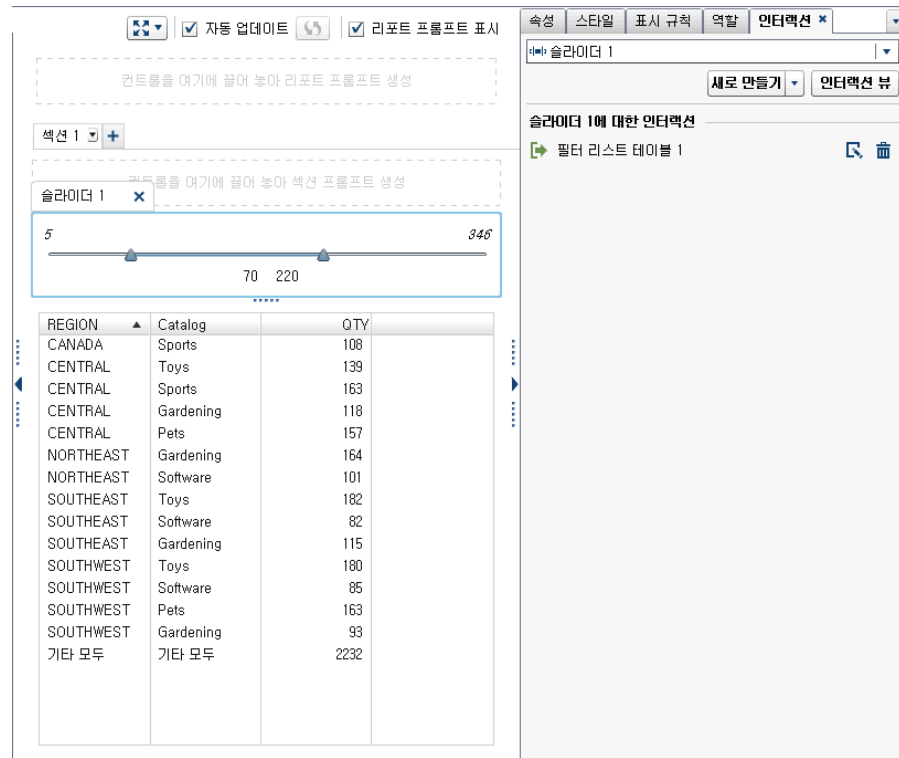 자동 업데이트 리포트 프롬프트 표시
컨트롤을 여기에 끌어 놓아 리포트 프롬프트 생성
섹션 1
컨트롤을 여기에 끌어 놓아 섹션 프롬프트 생성
슬라이더 1
5 346
70 220
REGION Catalog QTY
CANADA Sports 108
CENTRAL Toys 139
CENTRAL Sports 163
CENTRAL Gardening 118
CENTRAL Pets 157
NORTHEAST Gardening 164
NORTHEAST Software 101
SOUTHEAST Toys 182
SOUTHEAST Software 82
SOUTHEAST Gardening 115
SOUTHWEST Toys 180
SOUTHWEST Software 85
SOUTHWEST Pets 163
SOUTHWEST Gardening 93
기타 모두 기타 모두 2232
속성 스타일 표시 규칙 역할 인터랙션
슬라이더 1
새로 만들기 인터랙션 뷰
슬라이더 1에 대한 인터랙션
필터 리스트 테이블 1